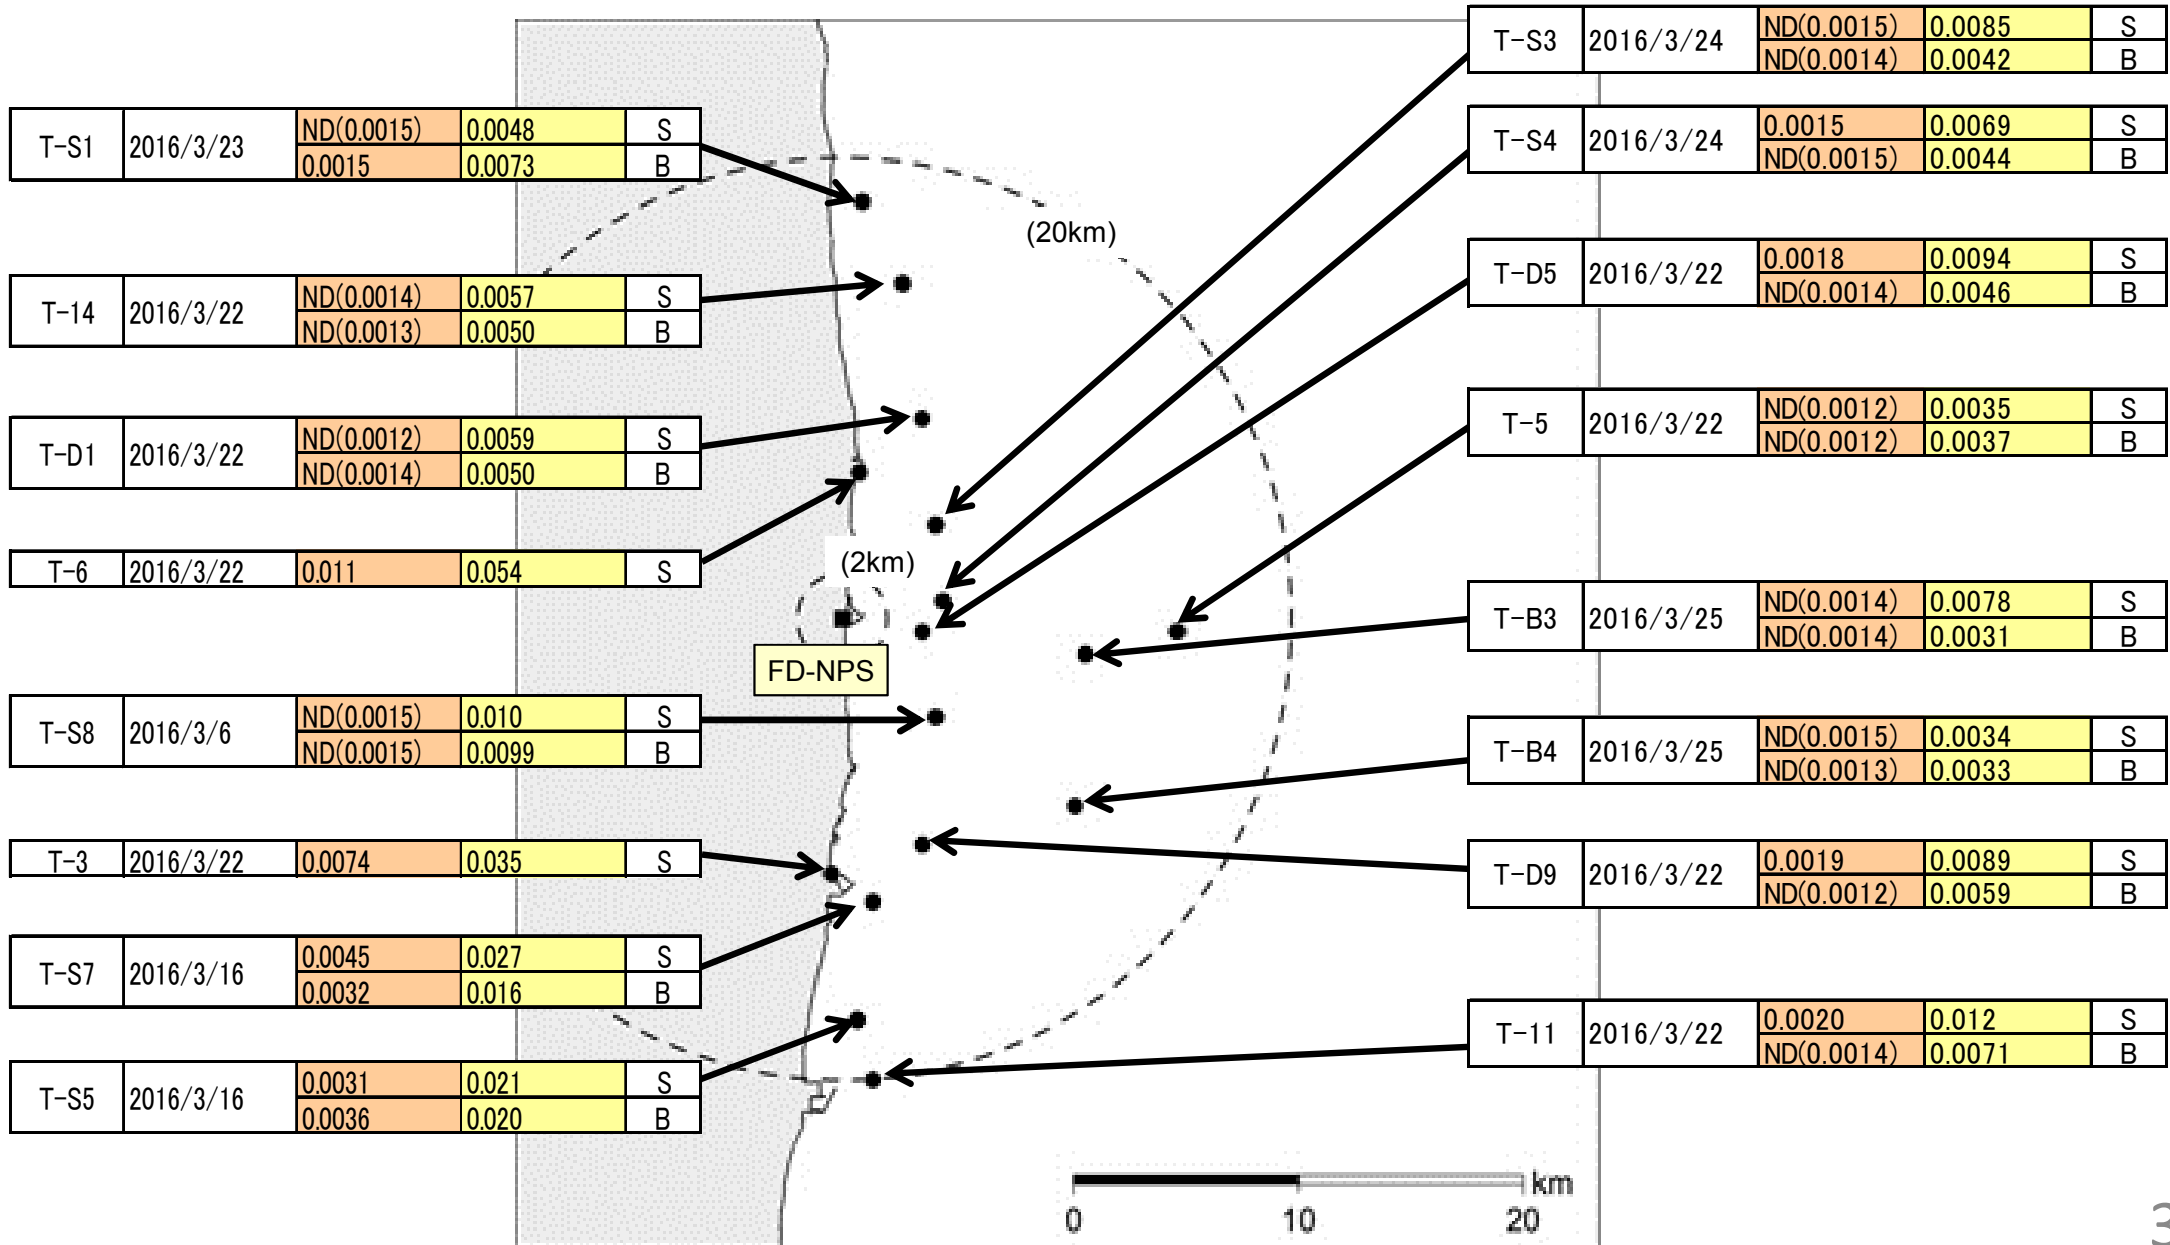 T-S1 2016/3/23 ND(0.0015) 0.0048 S
0.0015 0.0073 B
T-14 2016/3/22 ND(0.0014) 0.0057 S
ND(0.0013) 0.0050 B
T-D1 2016/3/22 ND(0.0012) 0.0059 S
ND(0.0014) 0.0050 B
T-6 2016/3/22 0.011 0.054 S
T-S8 2016/3/6 ND(0.0015) 0.010 S
ND(0.0015) 0.0099 B
T-3 2016/3/22 0.0074 0.035 S
T-S7 2016/3/16 0.0045 0.027 S
0.0032 0.016 B
T-S5 2016/3/16 0.0031 0.021 S
0.0036 0.020 B
(20km)
(2km)
FD-NPS
T-S3 2016/3/24 ND(0.0015) 0.0085 S
ND(0.0014) 0.0042 B
T-S4 2016/3/24 0.0015 0.0069 S
ND(0.0015) 0.0044 B
T-D5 2016/3/22 0.0018 0.0094 S
ND(0.0014) 0.0046 B
T-5 2016/3/22 ND(0.0012) 0.0035 S
ND(0.0012) 0.0037 B
T-B3 2016/3/25 ND(0.0014) 0.0078 S
ND(0.0014) 0.0031 B
T-B4 2016/3/25 ND(0.0015) 0.0034 S
ND(0.0013) 0.0033 B
T-D9 2016/3/22 0.0019 0.0089 S
ND(0.0012) 0.0059 B
T-11 2016/3/22 0.0020 0.012 S
ND(0.0014) 0.0071 B
km
0 10 20
3